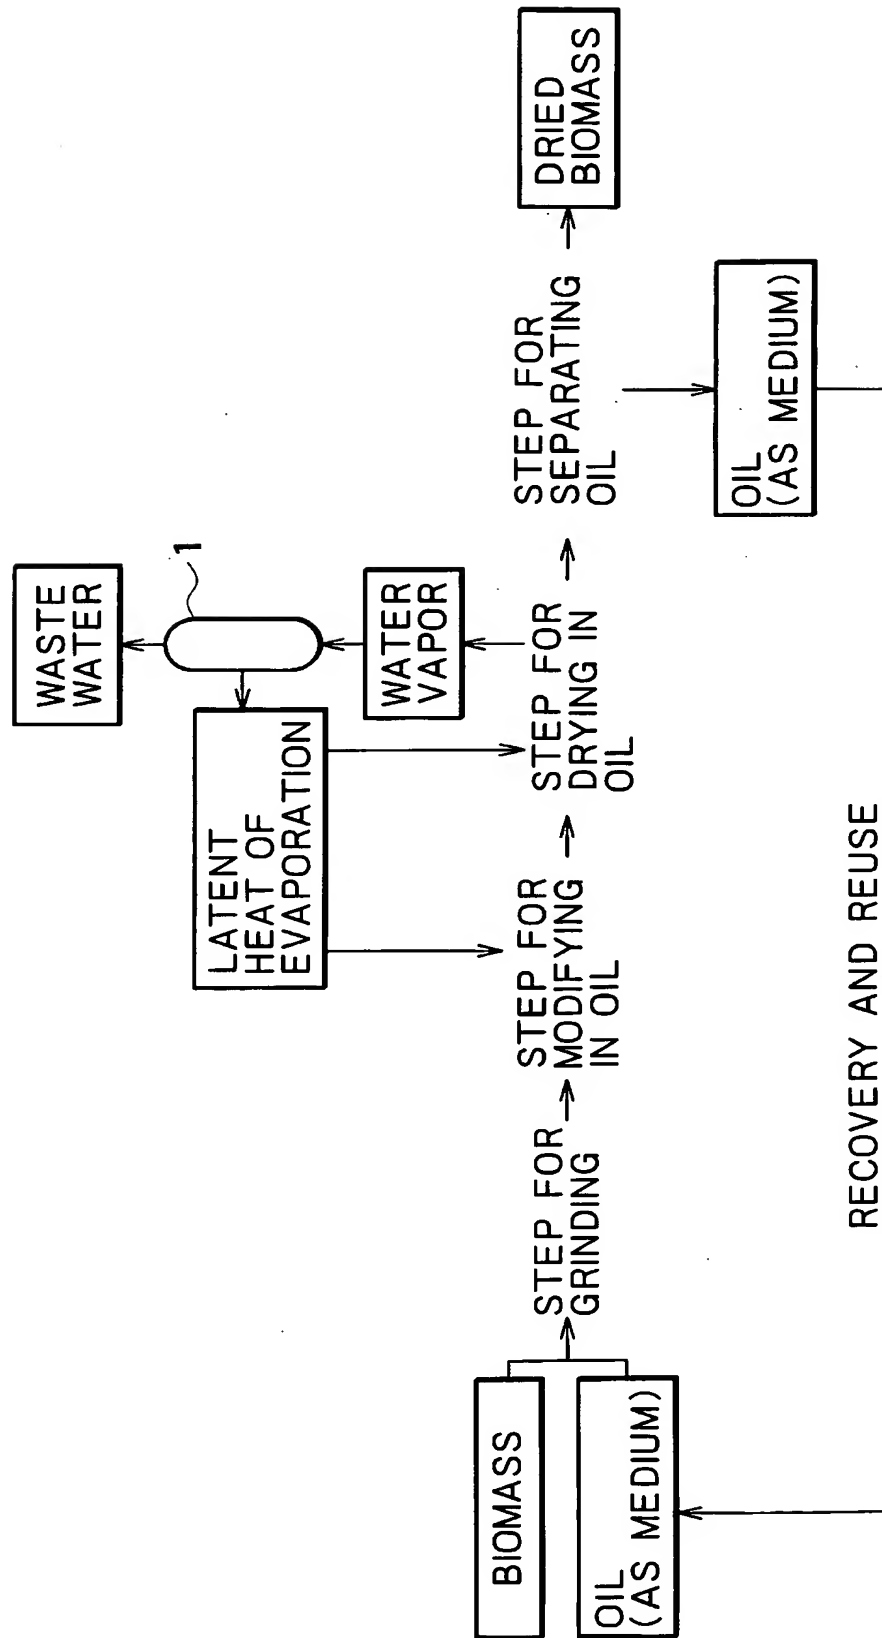 WASTE
WATER
1
LATENT
HEAT OF
EVAPORATION
WATER
VAPOR
BIOMASS
OIL
(AS MEDIUM)
STEP FOR
GRINDING
STEP FOR
MODIFYING
IN OIL
STEP FOR
DRYING IN
OIL
STEP FOR
SEPARATING
OIL
DRIED
BIOMASS
OIL
(AS MEDIUM)
RECOVERY AND REUSE